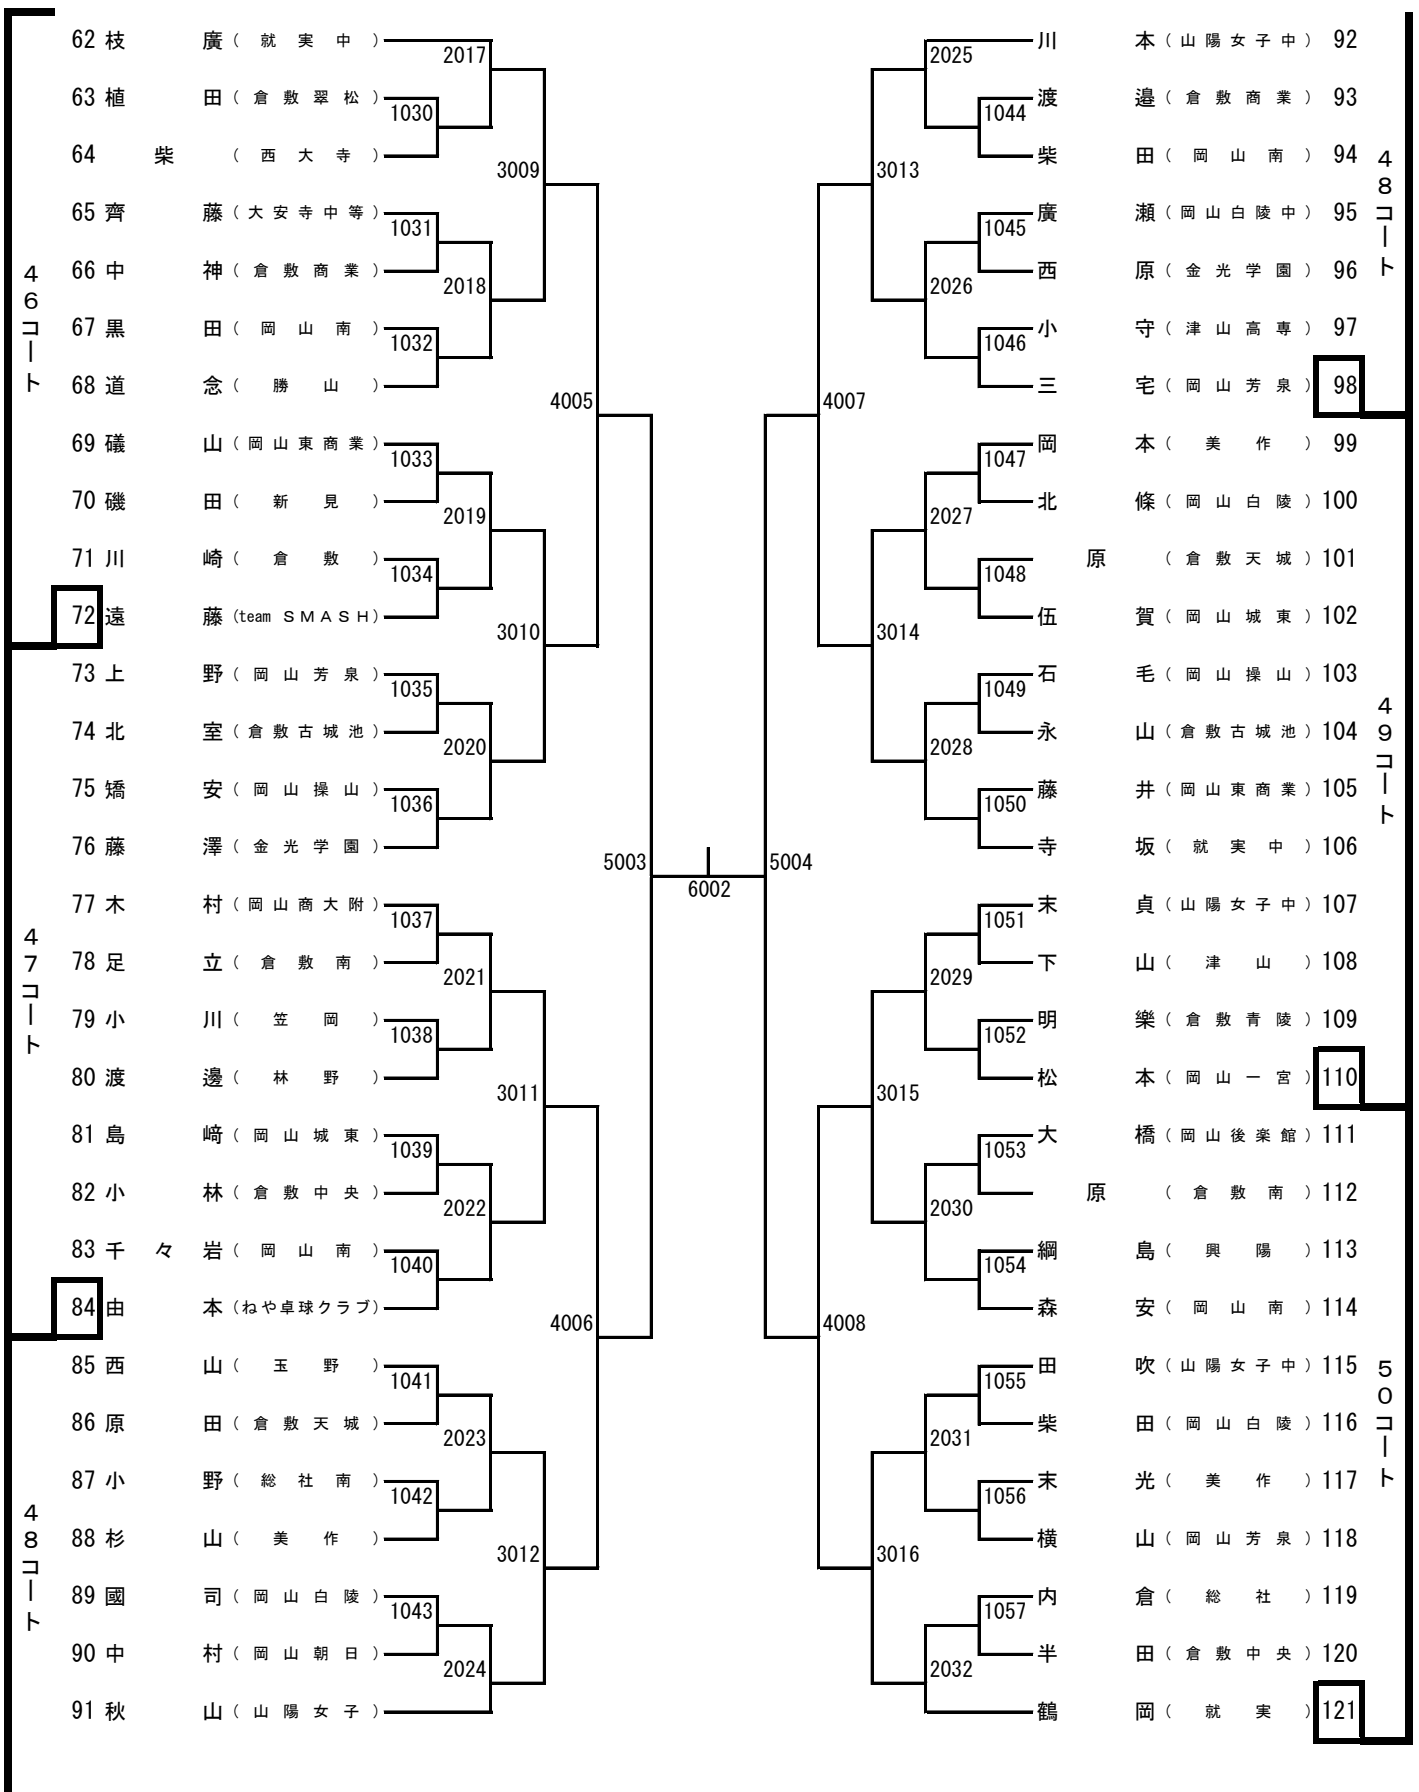 62 枝 廣 ( 就 実 中 )
2017
63 植 田 ( 倉 敷 翠 松 )
1030
64 柴 ( 西 大 寺 )
3009
65 齊 藤 ( 大 安 寺 中 等 )
1031
66 中 神 ( 倉 敷 商 業 )
2018
67 黒 田 ( 岡 山 南 )
1032
68 道 念 ( 勝 山 )
4005
69 礒 山 ( 岡 山 東 商 業 )
1033
70 磯 田 ( 新 見 )
2019
71 川 崎 ( 倉 敷 )
1034
72 遠 藤 (team SMASH)
3010
73 上 野 ( 岡 山 芳 泉 )
1035
74 北 室 ( 倉 敷 古 城 池 )
2020
75 矯 安 ( 岡 山 操 山 )
1036
76 藤 澤 ( 金 光 学 園 )
5003
77 木 村 ( 岡 山 商 大 附 )
1037
78 足 立 ( 倉 敷 南 )
2021
79 小 川 ( 笠 岡 )
1038
80 渡 邊 ( 林 野 )
3011
81 島 﨑 ( 岡 山 城 東 )
1039
82 小 林 ( 倉 敷 中 央 )
2022
83 千 々 岩 ( 岡 山 南 )
1040
84 由 本 (ねや卓球クラブ)
4006
85 西 山 ( 玉 野 )
1041
86 原 田 ( 倉 敷 天 城 )
2023
87 小 野 ( 総 社 南 )
1042
88 杉 山 ( 美 作 )
3012
89 國 司 ( 岡 山 白 陵 )
1043
90 中 村 ( 岡 山 朝 日 )
2024
91 秋 山 ( 山 陽 女 子 )
46コート
47コート
48コート
6002
川 本 ( 山 陽 女 子 中 ) 92
2025
渡 邉 ( 倉 敷 商 業 ) 93
1044
柴 田 ( 岡 山 南 ) 94
3013
廣 瀬 ( 岡 山 白 陵 中 ) 95
1045
西 原 ( 金 光 学 園 ) 96
2026
小 守 ( 津 山 高 専 ) 97
1046
三 宅 ( 岡 山 芳 泉 ) 98
4007
岡 本 ( 美 作 ) 99
1047
北 條 ( 岡 山 白 陵 ) 100
2027
原 ( 倉 敷 天 城 ) 101
1048
伍 賀 ( 岡 山 城 東 ) 102
3014
石 毛 ( 岡 山 操 山 ) 103
1049
永 山 ( 倉 敷 古 城 池 ) 104
2028
藤 井 ( 岡 山 東 商 業 ) 105
1050
寺 坂 ( 就 実 中 ) 106
5004
末 貞 ( 山 陽 女 子 中 ) 107
1051
下 山 ( 津 山 ) 108
2029
明 樂 ( 倉 敷 青 陵 ) 109
1052
松 本 ( 岡 山 一 宮 ) 110
3015
大 橋 ( 岡 山 後 楽 館 ) 111
1053
原 ( 倉 敷 南 ) 112
2030
綱 島 ( 興 陽 ) 113
1054
森 安 ( 岡 山 南 ) 114
4008
田 吹 ( 山 陽 女 子 中 ) 115
1055
柴 田 ( 岡 山 白 陵 ) 116
2031
末 光 ( 美 作 ) 117
1056
横 山 ( 岡 山 芳 泉 ) 118
3016
内 倉 ( 総 社 ) 119
1057
半 田 ( 倉 敷 中 央 ) 120
2032
鶴 岡 ( 就 実 ) 121
48コート
49コート
50コート